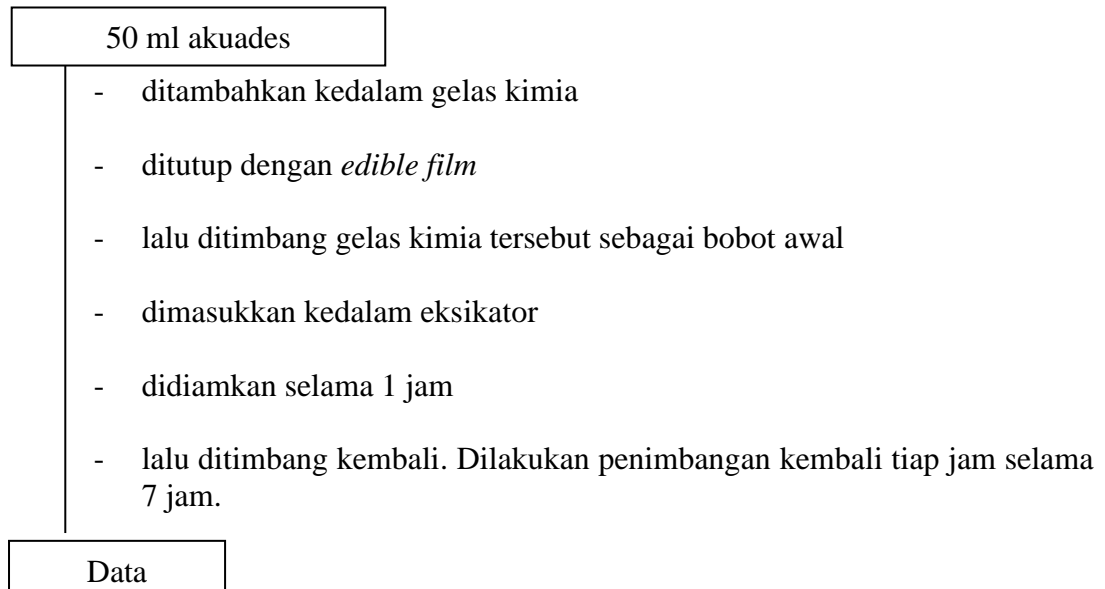 50 ml akuades
- ditambahkan kedalam gelas kimia
- ditutup dengan edible film
- lalu ditimbang gelas kimia tersebut sebagai bobot awal
- dimasukkan kedalam eksikator
- didiamkan selama 1 jam
- lalu ditimbang kembali. Dilakukan penimbangan kembali tiap jam selama
7 jam.
Data